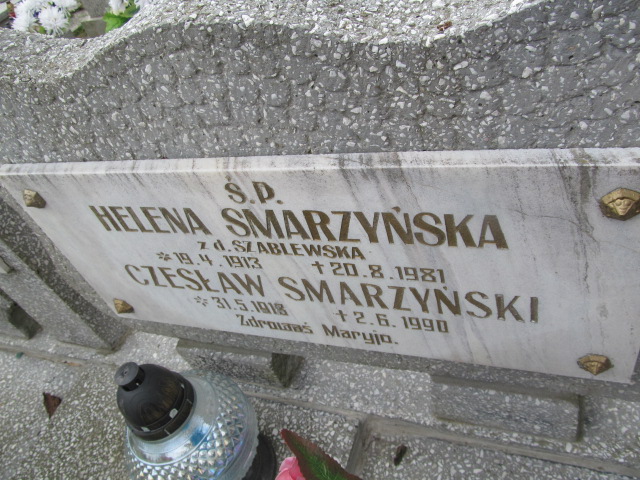 Ś.P.
HELENA SMARZYŃSKA
z d. SZABLEWSKA
*19.4.1913 †20.8.1981
CZESŁAW SMARZYŃSKI
*31.5.1918 †2.6.1990
Zdrowaś Maryjo.